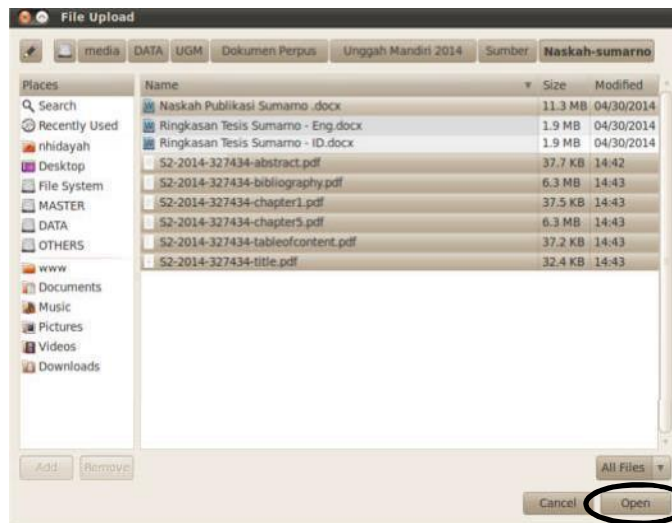 File Upload
media DATA UGM Dokumen Perpus Unggah Mandiri 2014 Sumber Naskah-sumarno
Places Name Size Modified
Search Naskah Publikasi Sumarno .docx 11.3 MB 04/30/2014
Recently Used Ringkasan Tesis Sumarno - Eng.docx 1.9 MB 04/30/2014
nhidayah Ringkasan Tesis Sumarno - ID.docx 1.9 MB 04/30/2014
Desktop S2-2014-327434-abstract.pdf 37.7 KB 14:42
File System S2-2014-327434-bibliography.pdf 6.3 MB 14:43
MASTER S2-2014-327434-chapter1.pdf 37.5 KB 14:43
DATA S2-2014-327434-chapter5.pdf 6.3 MB 14:43
OTHERS S2-2014-327434-tableofcontent.pdf 37.2 KB 14:43
www S2-2014-327434-title.pdf 32.4 KB 14:43
Documents
Music
Pictures
Videos
Downloads
Add Remove All Files
Cancel Open